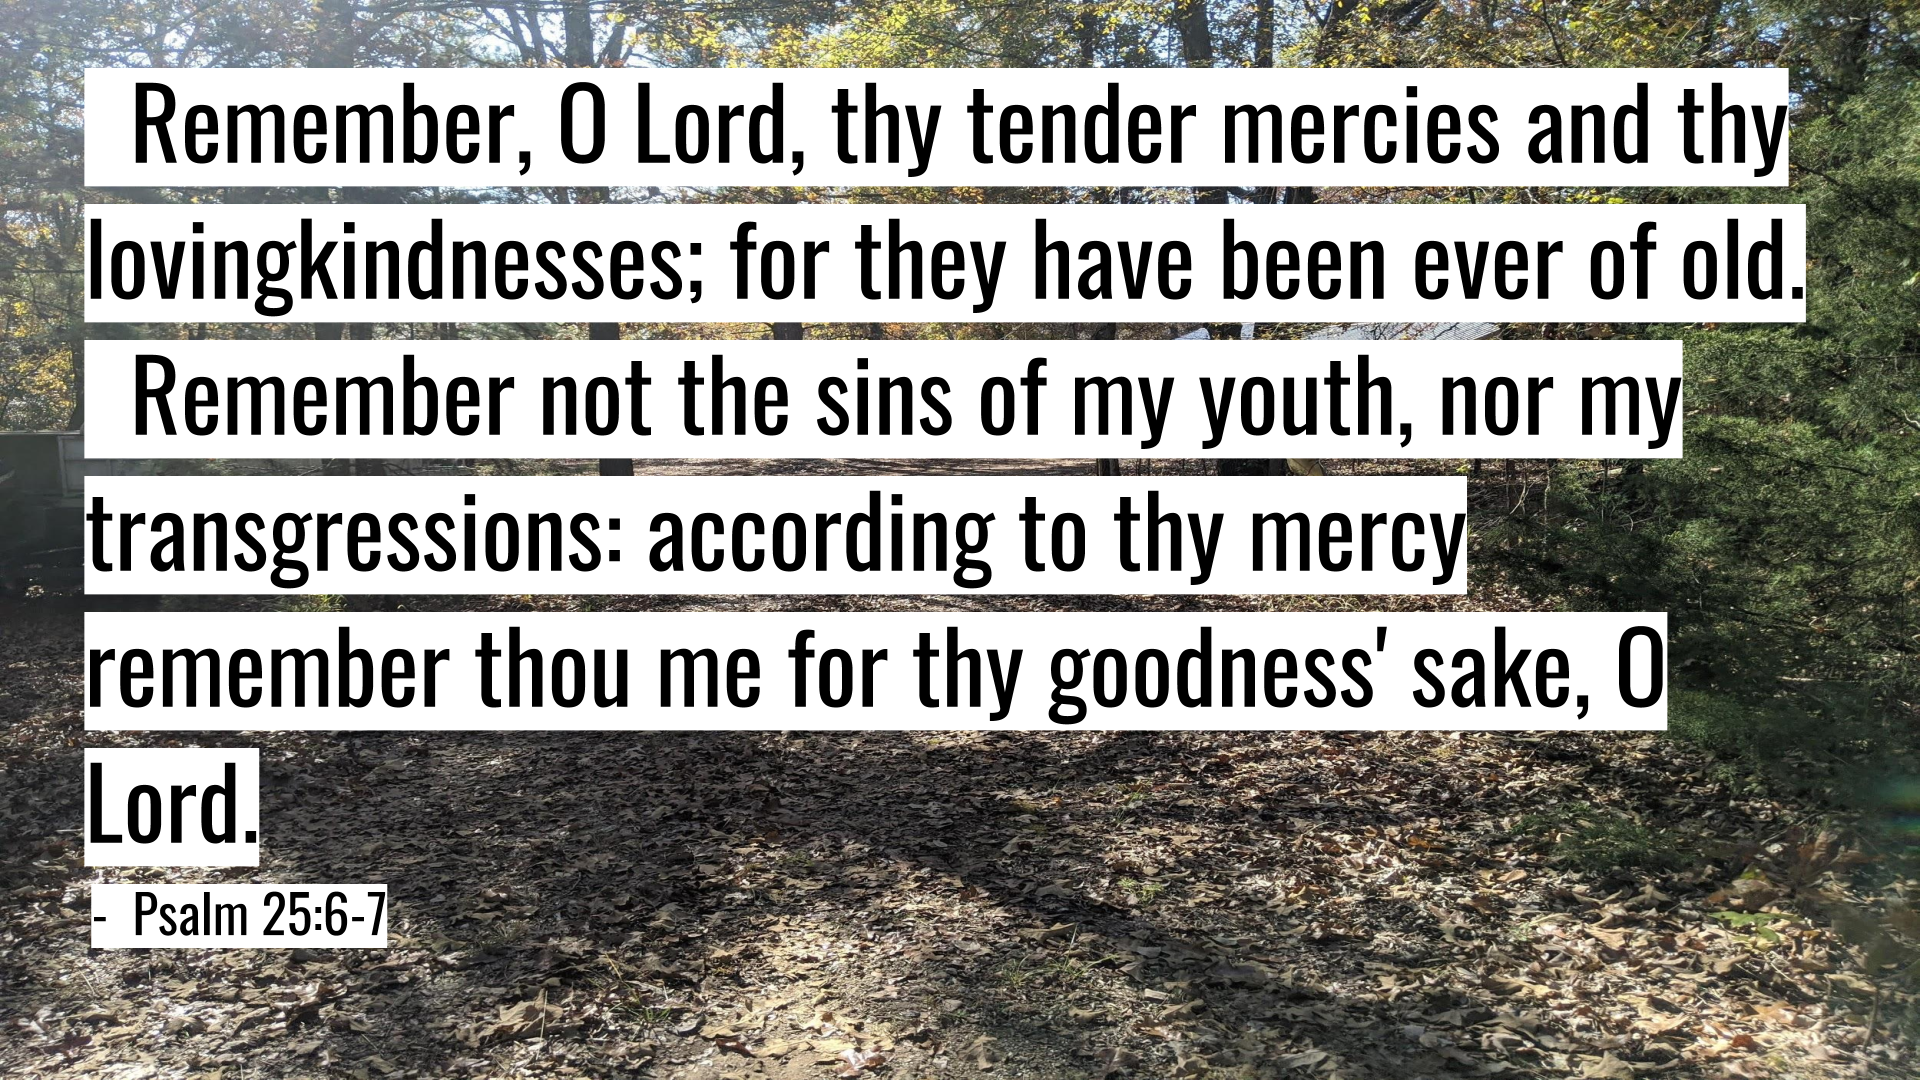 Remember, O Lord, thy tender mercies and thy
lovingkindnesses; for they have been ever of old.
Remember not the sins of my youth, nor my
transgressions: according to thy mercy
remember thou me for thy goodness' sake, O
Lord.
- Psalm 25:6-7